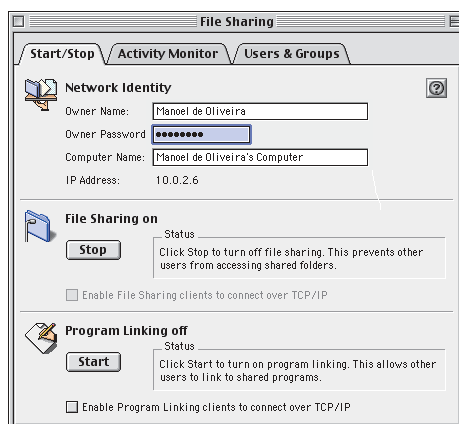 File Sharing
Start/Stop Activity Monitor Users & Groups
Network Identity
?
Owner Name: Manoel de Oliveira
Owner Password ••••••••
Computer Name: Manoel de Oliveira's Computer
IP Address: 10.0.2.6
File Sharing on
Status
Stop
Click Stop to turn off file sharing. This prevents other
users from accessing shared folders.
Enable File Sharing clients to connect over TCP/IP
Program Linking off
Status
Start
Click Start to turn on program linking. This allows other
users to link to shared programs.
Enable Program Linking clients to connect over TCP/IP